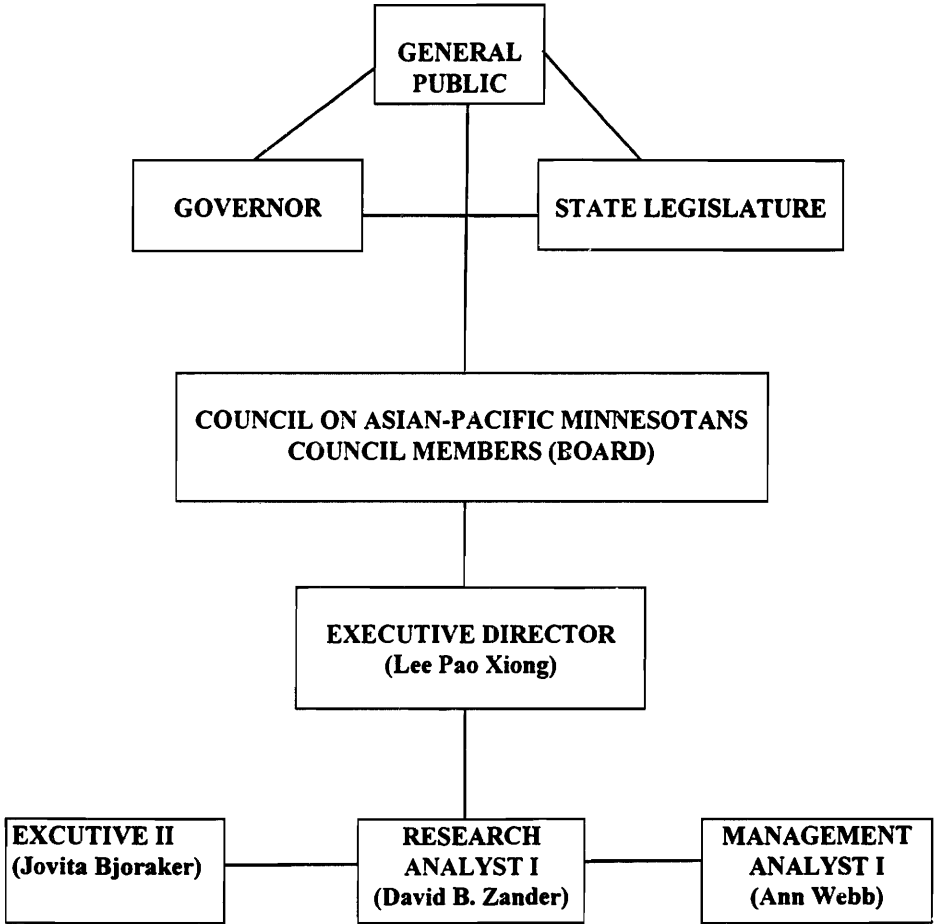 GENERAL
PUBLIC
GOVERNOR
STATE LEGISLATURE
COUNCIL ON ASIAN-PACIFIC MINNESOTANS
COUNCIL MEMBERS (BOARD)
EXECUTIVE DIRECTOR
(Lee Pao Xiong)
EXCUTIVE II
(Jovita Bjoraker)
RESEARCH
ANALYST I
(David B. Zander)
MANAGEMENT
ANALYST I
(Ann Webb)